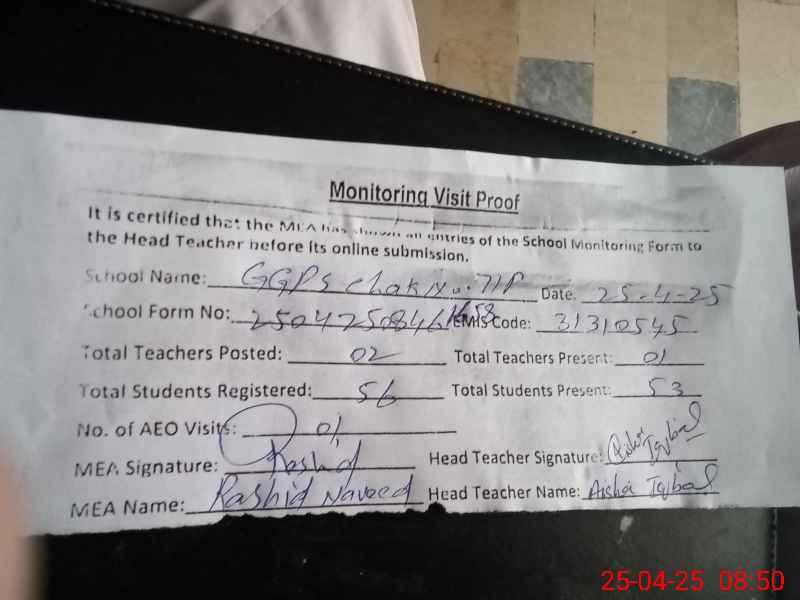 Monitoring Visit Proof
It is certified that the MEA has shown all entries of the School Monitoring Form to
the Head Teacher before its online submission.
School Name: GGPS Chak No. 71P Date: 25-4-25
School Form No: EMIS Code: 31310545
Total Teachers Posted: 02 Total Teachers Present: 01
Total Students Registered: 56 Total Students Present: 53
No. of AEO Visits: 01
MEA Signature: Rashid Head Teacher Signature: Iqbal
MEA Name: Rashid Naveed Head Teacher Name: Aisha Iqbal
25-04-25 08:50